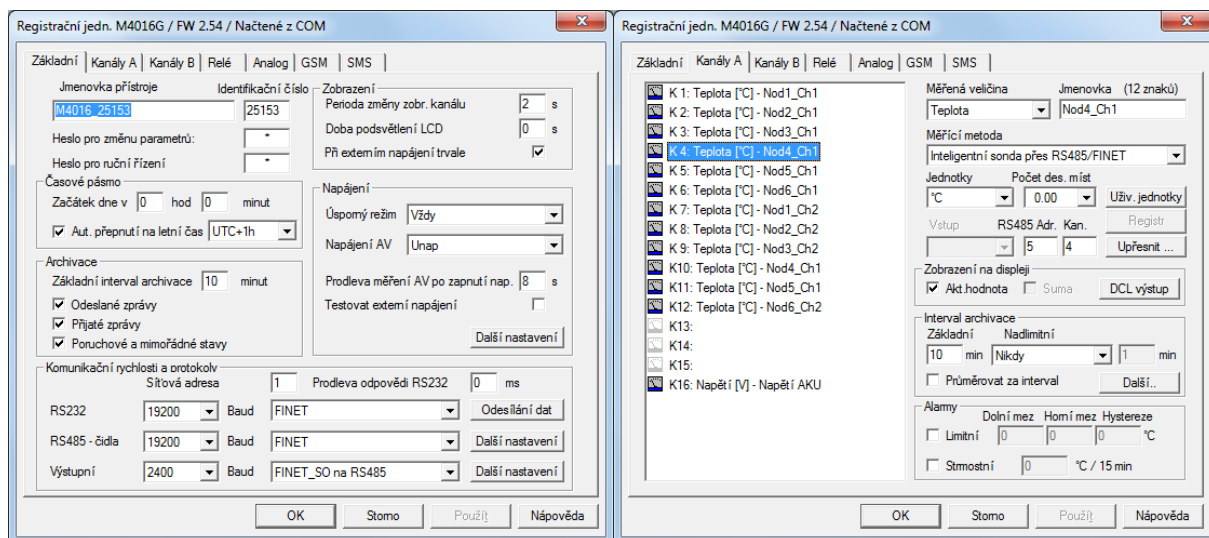 Registrační jedn. M4016G / FW 2.54 / Načtené z COM
Základní Kanály A Kanály B Relé Analog GSM SMS
Jmenovka přístroje Identifikační číslo
M4016_25153 25153
Heslo pro změnu parametrů: *
Heslo pro ruční řízení *
Časové pásmo
Začátek dne v 0 hod 0 minut
Aut. přepnutí na letní čas UTC+1h
Archivace
Základní interval archivace 10 minut
Odeslané zprávy
Přijaté zprávy
Poruchové a mimořádné stavy
Zobrazení
Perioda změny zobr. kanálu 2 s
Doba podsvětlení LCD 0 s
Při externím napájení trvale
Napájení
Úsporný režim Vždy
Napájení AV Unap
Prodleva měření AV po zapnutí nap. 8 s
Testovat externí napájení
Další nastavení
Komunikační rychlosti a protokoly
Síťová adresa 1 Prodleva odpovědi RS232 0 ms
RS232 19200 Baud FINET Odesílání dat
RS485 - čidla 19200 Baud FINET Další nastavení
Výstupní 2400 Baud FINET_SO na RS485 Další nastavení
OK Storno Použít Nápověda
Registrační jedn. M4016G / FW 2.54 / Načtené z COM
Základní Kanály A Kanály B Relé Analog GSM SMS
K 1: Teplota [°C] - Nod1_Ch1
K 2: Teplota [°C] - Nod2_Ch1
K 3: Teplota [°C] - Nod3_Ch1
K 4: Teplota [°C] - Nod4_Ch1
K 5: Teplota [°C] - Nod5_Ch1
K 6: Teplota [°C] - Nod6_Ch1
K 7: Teplota [°C] - Nod1_Ch2
K 8: Teplota [°C] - Nod2_Ch2
K 9: Teplota [°C] - Nod3_Ch2
K10: Teplota [°C] - Nod4_Ch1
K11: Teplota [°C] - Nod5_Ch1
K12: Teplota [°C] - Nod6_Ch2
K13:
K14:
K15:
K16: Napětí [V] - Napětí AKU
Měřená veličina Jmenovka (12 znaků)
Teplota Nod4_Ch1
Měřící metoda
Inteligentní sonda přes RS485/FINET
Jednotky Počet des. míst
°C 0.00 Uživ. jednotky
Vstup RS485 Adr. Kan. Registr
5 4 Upřesnit ...
Zobrazení na displeji
Akt.hodnota Suma DCL výstup
Interval archivace
Základní Nadlimitní
10 min Nikdy 1 min
Průměrovat za interval Další..
Alarmy
Dolní mez Horní mez Hystereze
Limitní 0 0 0 °C
Strmostní 0 °C / 15 min
OK Storno Použít Nápověda